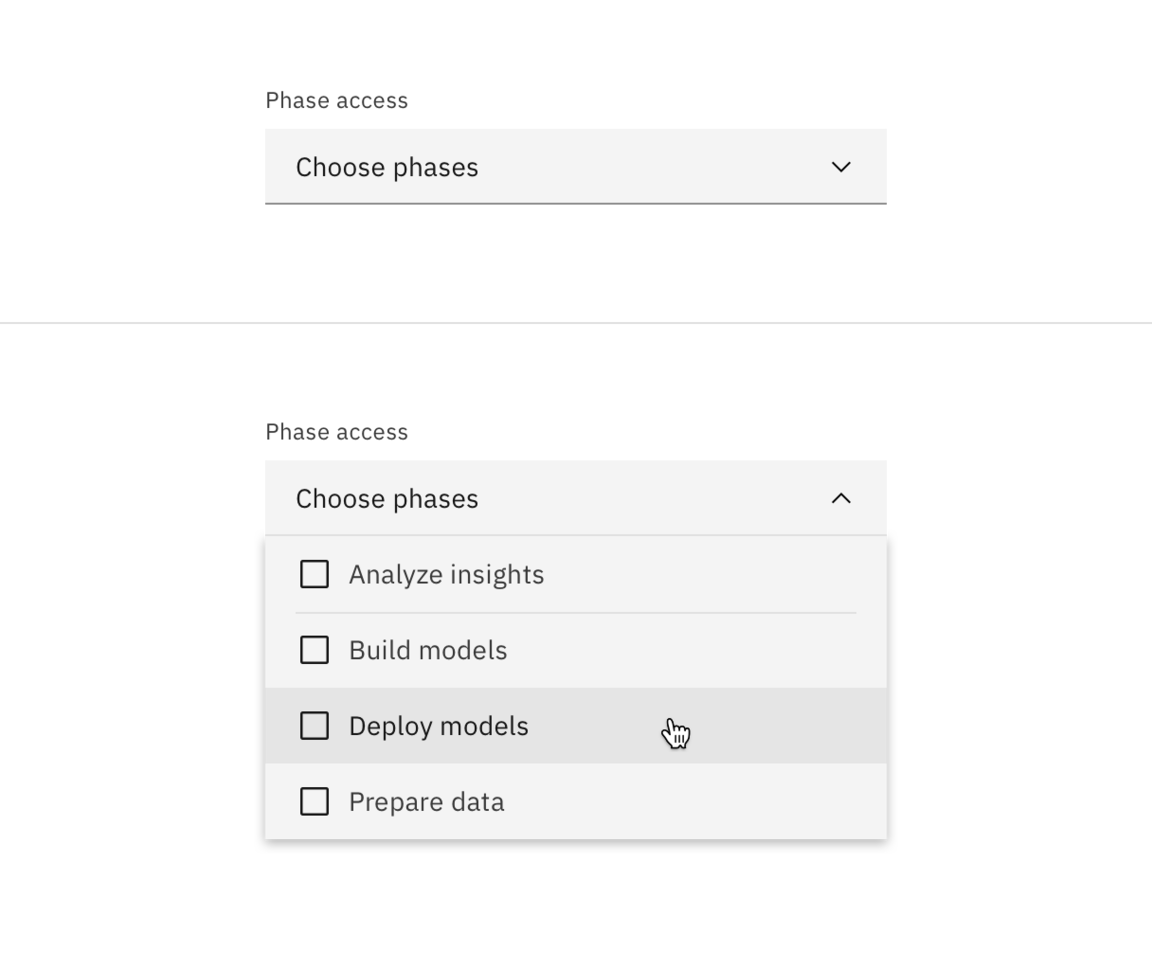 Phase access
Choose phases
Phase access
Choose phases
Analyze insights
Build models
Deploy models
Prepare data